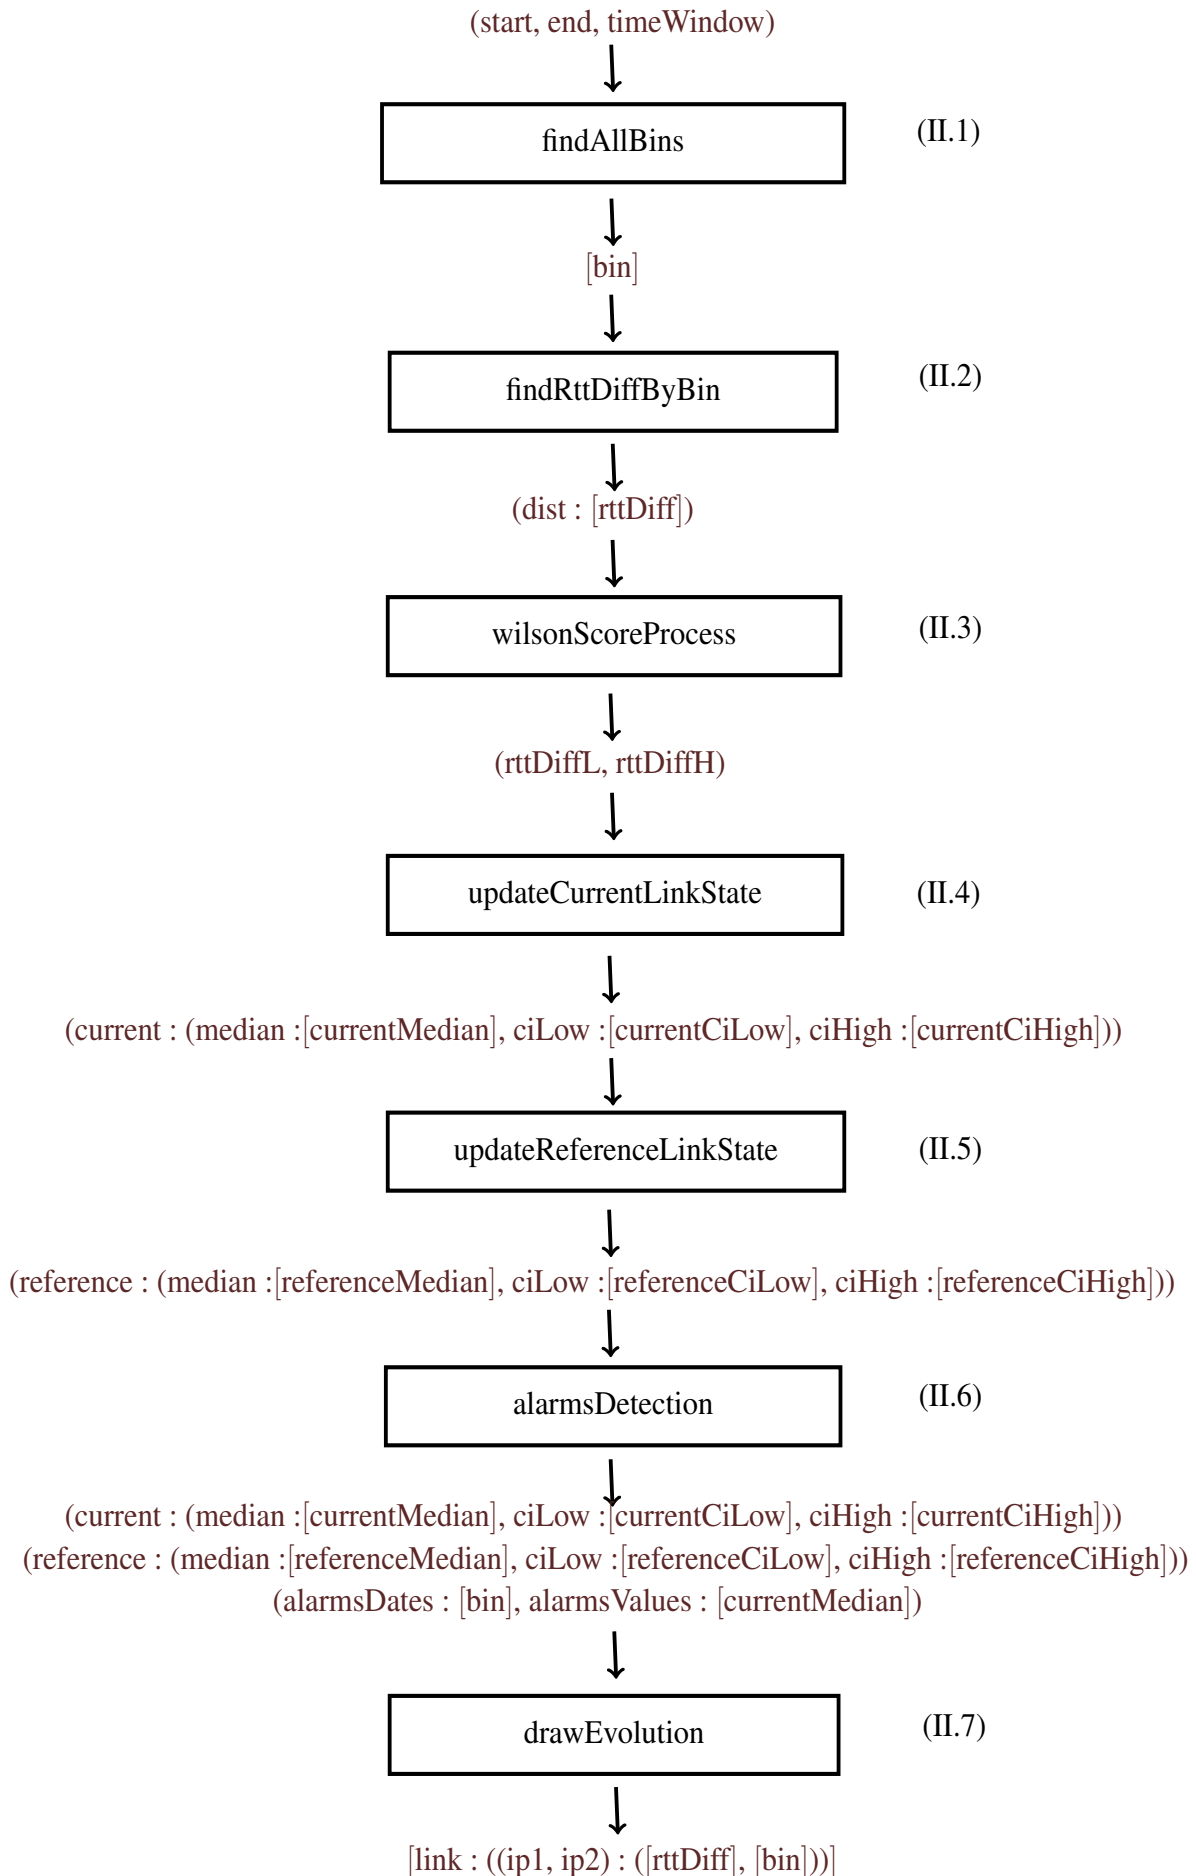 (start, end, timeWindow)
findAllBins (II.1)
[bin]
findRttDiffByBin (II.2)
(dist : [rttDiff])
wilsonScoreProcess (II.3)
(rttDiffL, rttDiffH)
updateCurrentLinkState (II.4)
(current : (median :[currentMedian], ciLow :[currentCiLow], ciHigh :[currentCiHigh]))
updateReferenceLinkState (II.5)
(reference : (median :[referenceMedian], ciLow :[referenceCiLow], ciHigh :[referenceCiHigh]))
alarmsDetection (II.6)
(current : (median :[currentMedian], ciLow :[currentCiLow], ciHigh :[currentCiHigh]))
(reference : (median :[referenceMedian], ciLow :[referenceCiLow], ciHigh :[referenceCiHigh]))
(alarmsDates : [bin], alarmsValues : [currentMedian])
drawEvolution (II.7)
[link : ((ip1, ip2) : ([rttDiff], [bin]))]